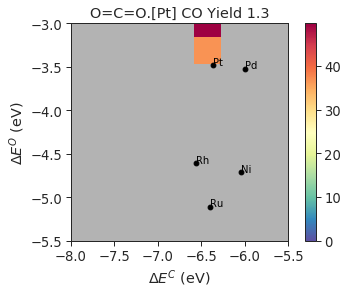 O=C=O.[Pt] CO Yield 1.3
−3.0
−3.5
−4.0
−4.5
−5.0
−5.5
ΔE^O (eV)
Pt
Pd
Rh
Ni
Ru
−8.0 −7.5 −7.0 −6.5 −6.0 −5.5
ΔE^C (eV)
50
40
30
20
10
0